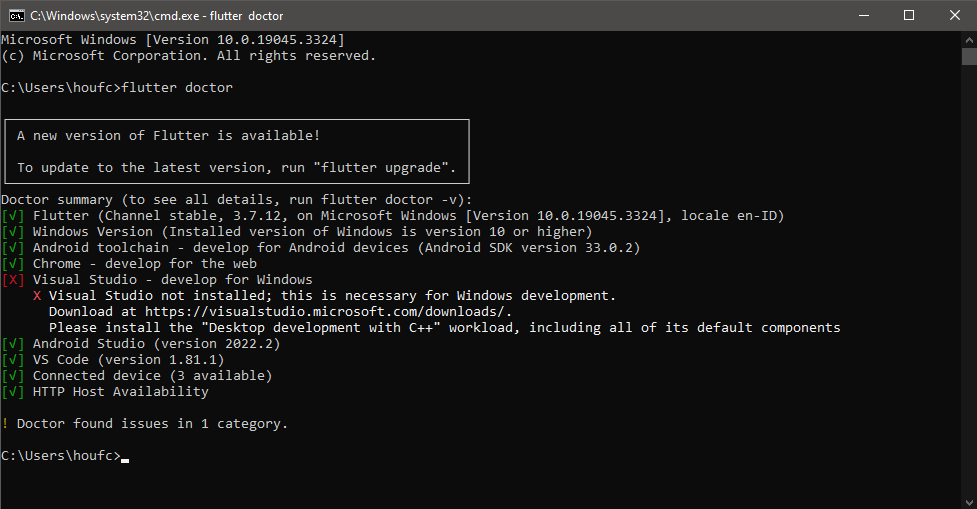 C:\Windows\system32\cmd.exe - flutter doctor
Microsoft Windows [Version 10.0.19045.3324]
(c) Microsoft Corporation. All rights reserved.
C:\Users\houfc>flutter doctor
A new version of Flutter is available!
To update to the latest version, run "flutter upgrade".
Doctor summary (to see all details, run flutter doctor -v):
[√] Flutter (Channel stable, 3.7.12, on Microsoft Windows [Version 10.0.19045.3324], locale en-ID)
[√] Windows Version (Installed version of Windows is version 10 or higher)
[√] Android toolchain - develop for Android devices (Android SDK version 33.0.2)
[√] Chrome - develop for the web
[X] Visual Studio - develop for Windows
X Visual Studio not installed; this is necessary for Windows development.
Download at https://visualstudio.microsoft.com/downloads/.
Please install the "Desktop development with C++" workload, including all of its default components
[√] Android Studio (version 2022.2)
[√] VS Code (version 1.81.1)
[√] Connected device (3 available)
[√] HTTP Host Availability
! Doctor found issues in 1 category.
C:\Users\houfc>